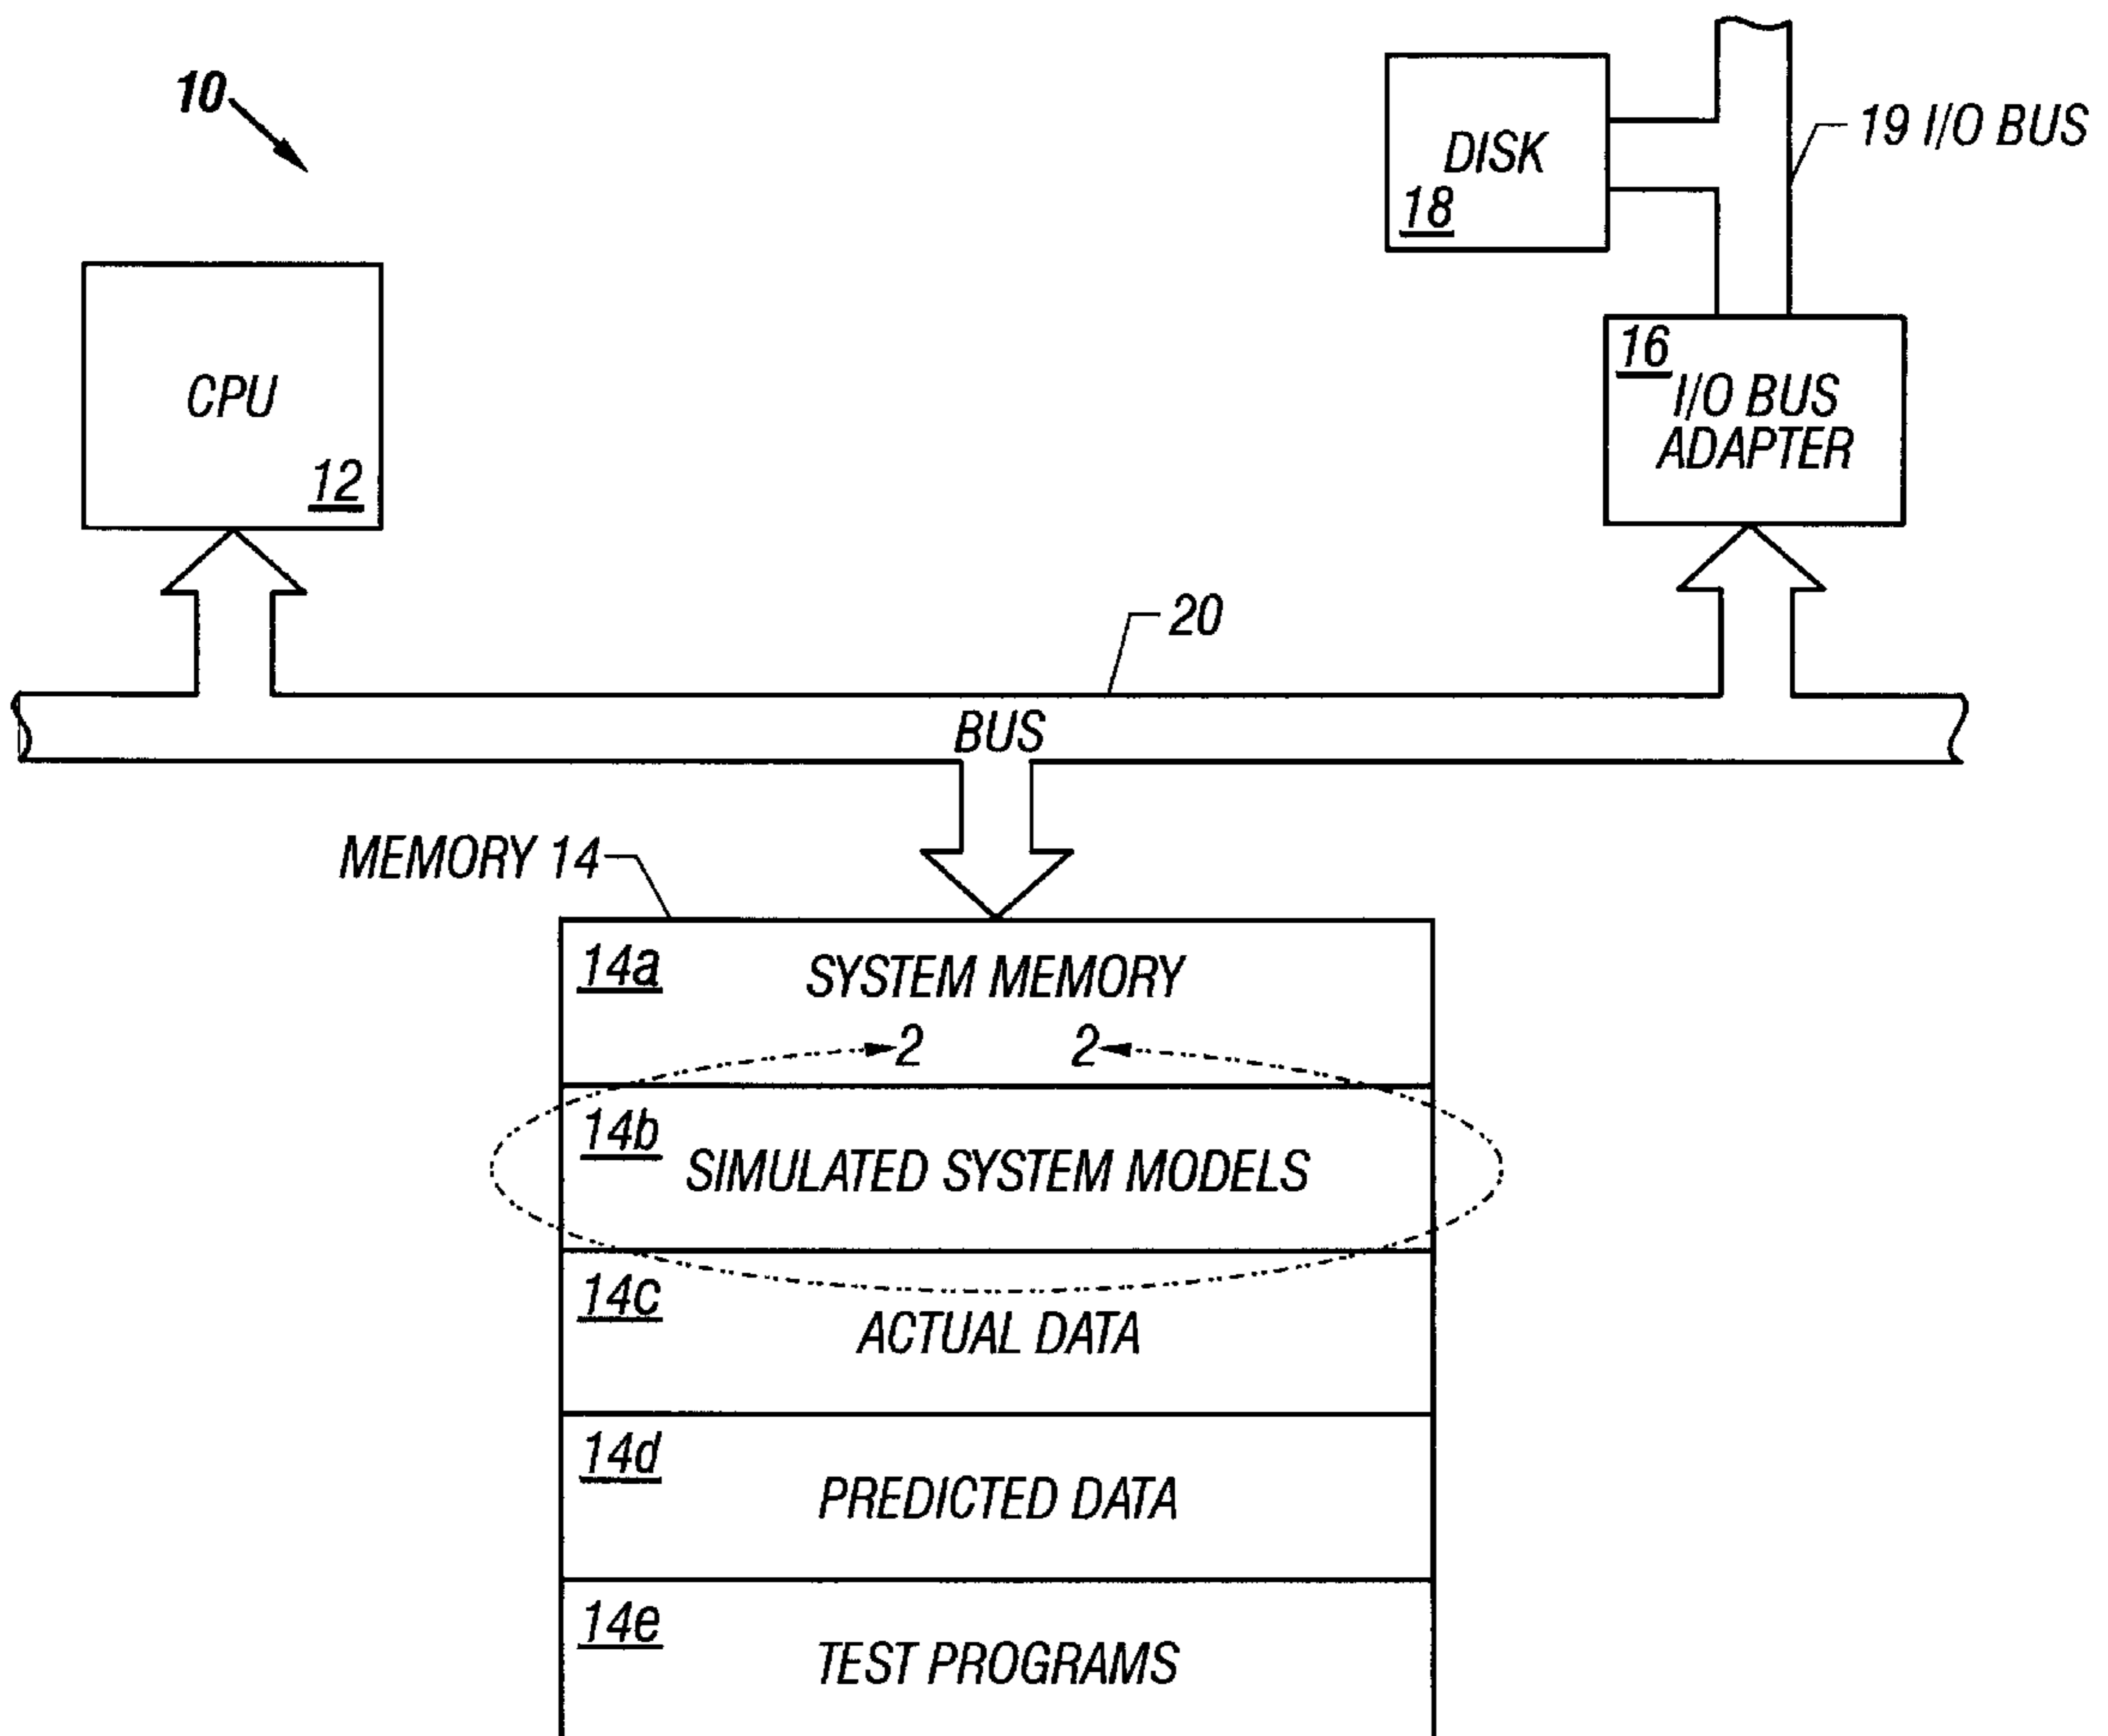 10
DISK
18
19 I/O BUS
CPU
12
16
I/O BUS
ADAPTER
20
BUS
MEMORY 14
14a
SYSTEM MEMORY
2 2
14b
SIMULATED SYSTEM MODELS
14c
ACTUAL DATA
14d
PREDICTED DATA
14e
TEST PROGRAMS